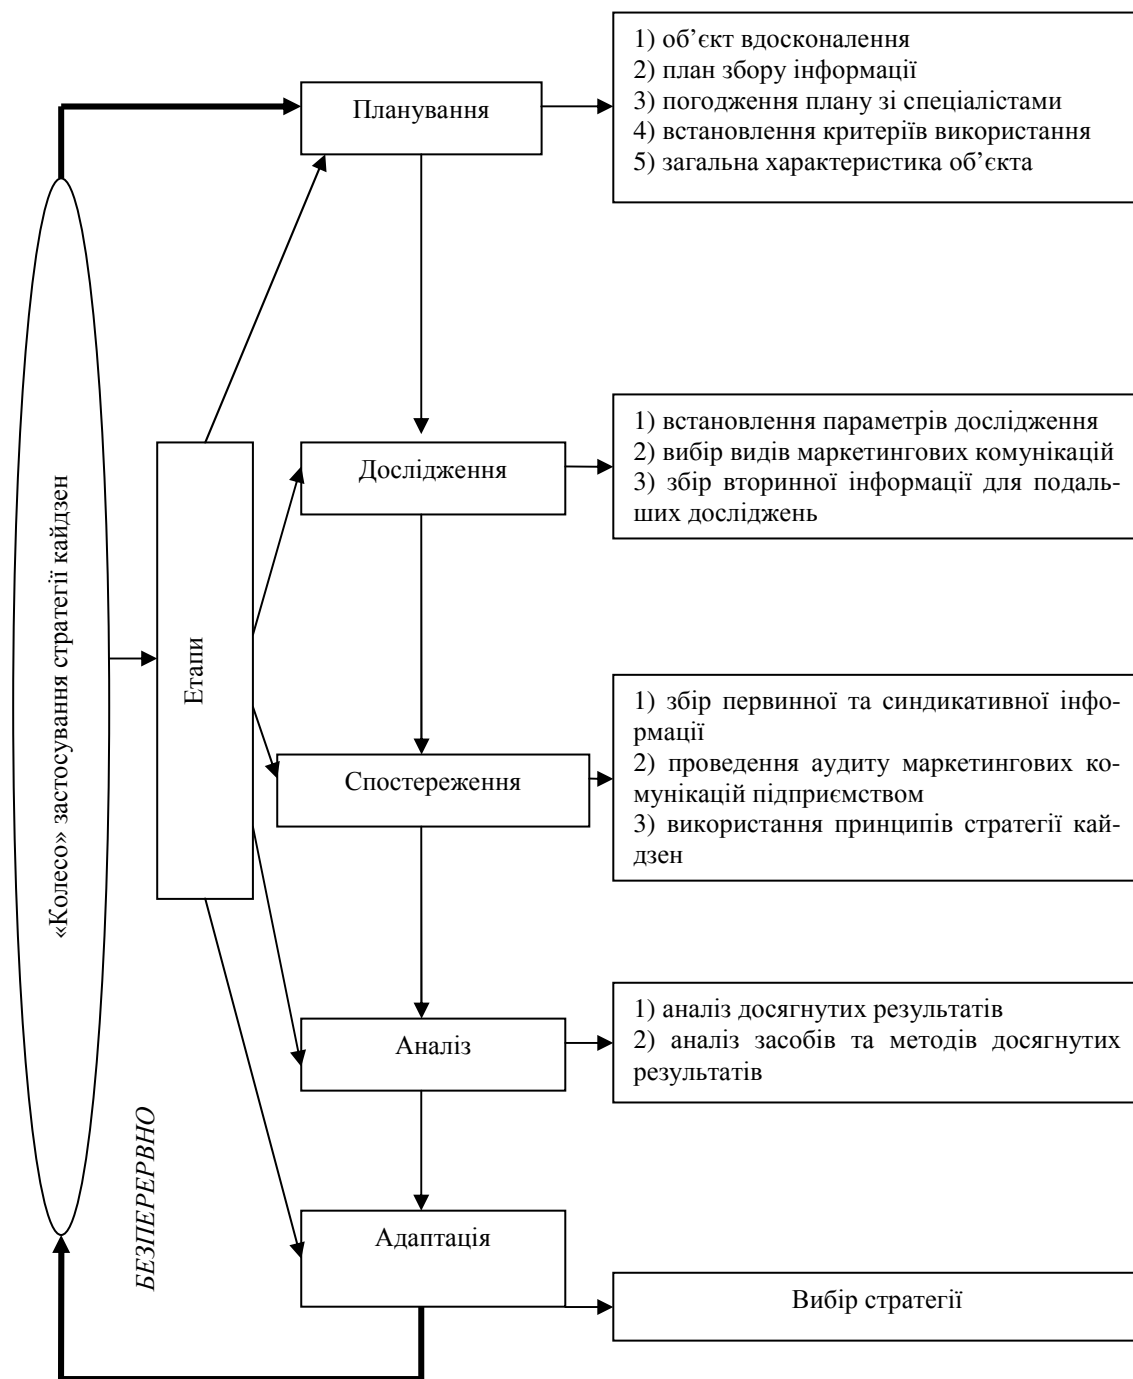 Планування
1) об’єкт вдосконалення
2) план збору інформації
3) погодження плану зі спеціалістами
4) встановлення критеріїв використання
5) загальна характеристика об’єкта
«Колесо» застосування стратегії кайдзен
Етапи
Дослідження
1) встановлення параметрів дослідження
2) вибір видів маркетингових комунікацій
3) збір вторинної інформації для подаль-
ших досліджень
Спостереження
1) збір первинної та синдикативної інфо-
рмації
2) проведення аудиту маркетингових ко-
мунікацій підприємством
3) використання принципів стратегії кай-
дзен
Аналіз
1) аналіз досягнутих результатів
2) аналіз засобів та методів досягнутих
результатів
БЕЗПЕРЕРВНО
Адаптація
Вибір стратегії